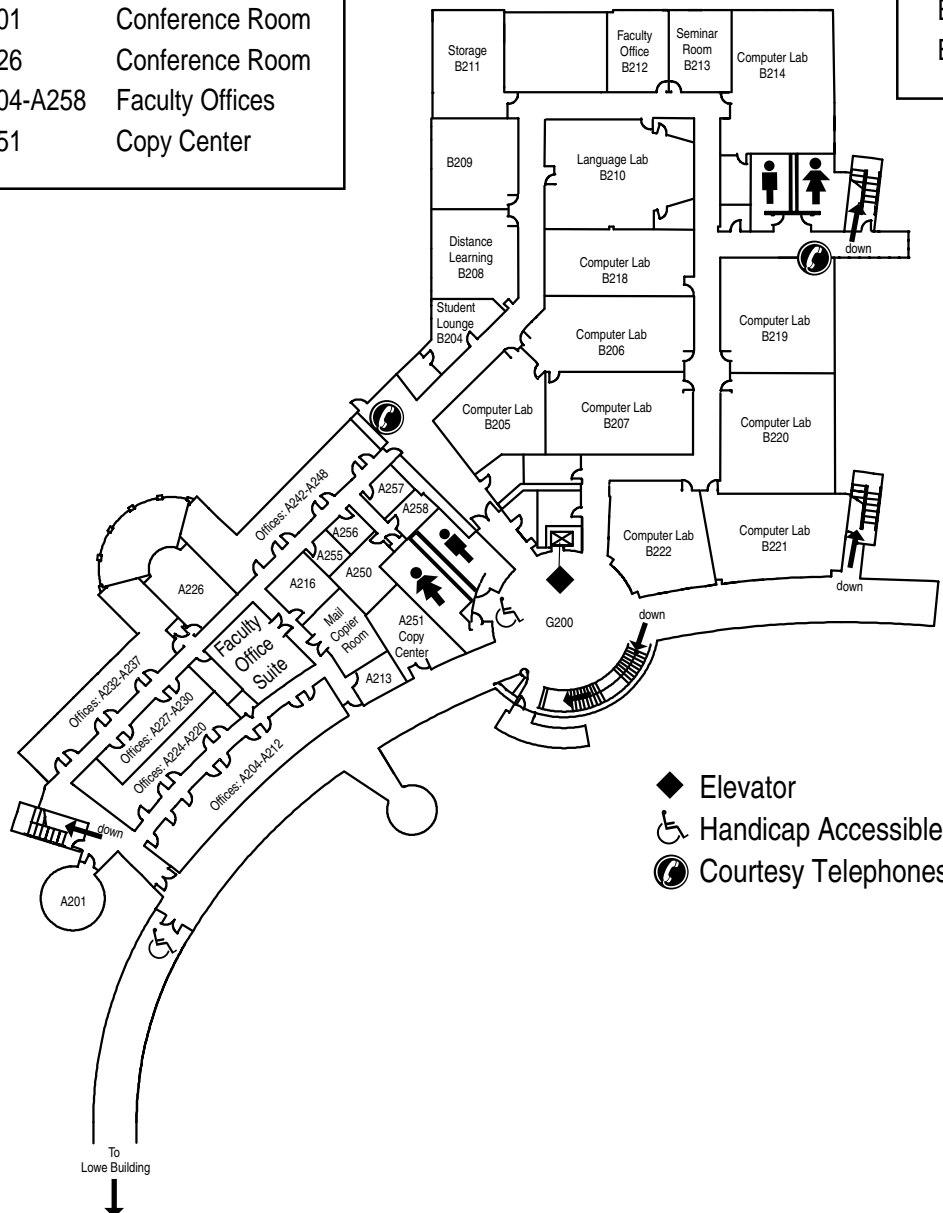 01 Conference Room
26 Conference Room
04-A258 Faculty Offices
51 Copy Center
Storage
B211
Faculty
Office
B212
Seminar
Room
B213
Computer Lab
B214
B209
Language Lab
B210
Distance
Learning
B208
down
Computer Lab
B218
Student
Lounge
B204
Computer Lab
B206
Computer Lab
B219
Computer Lab
B205
Computer Lab
B207
Computer Lab
B220
Offices: A242-A248
A257
A258
A256
A255
A250
A216
A226
Computer Lab
B222
Computer Lab
B221
down
Mail
Copier
Room
A251
Copy
Center
G200
down
Faculty
Office
Suite
A213
Offices: A232-A237
Offices: A227-A230
Offices: A224-A220
Offices: A204-A212
down
A201
Elevator
Handicap Accessible
Courtesy Telephones
To
Lowe Building